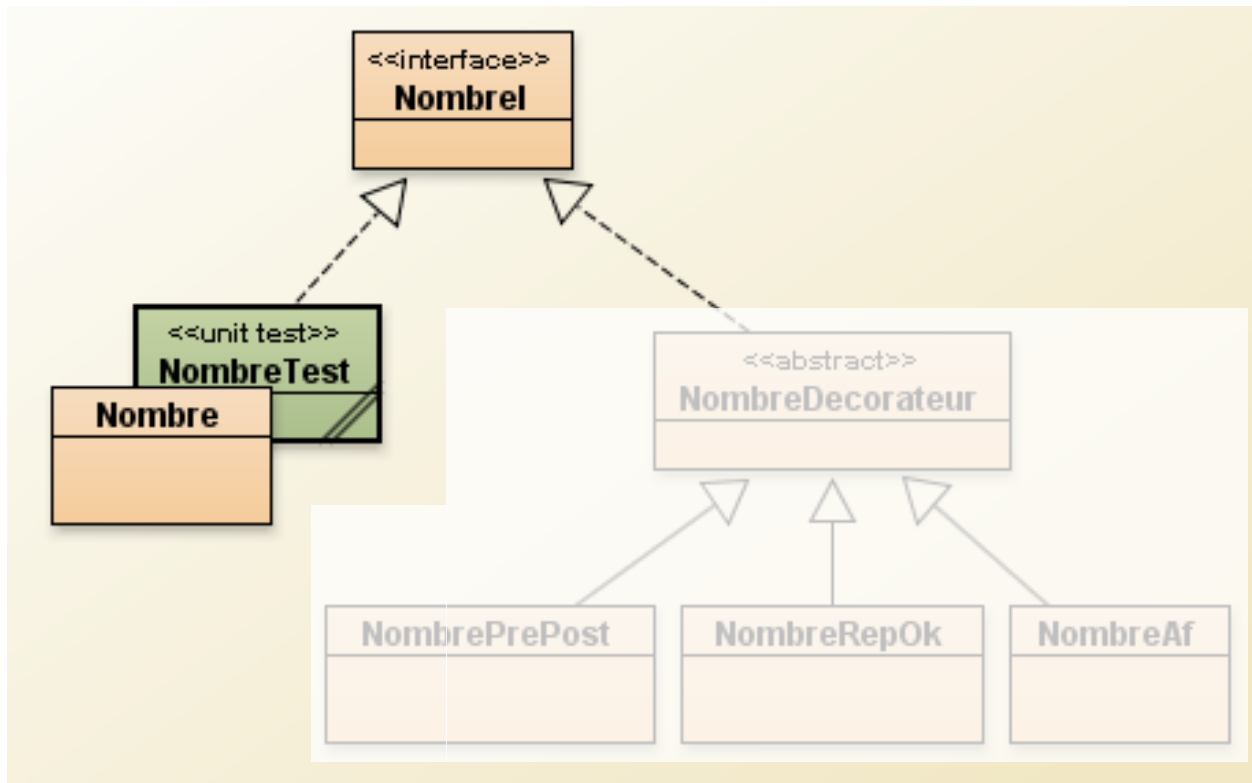 <<interface>>
NombreI
<<unit test>>
NombreTest
Nombre
<<abstract>>
NombreDecorateur
NombrePrePost
NombreRepOk
NombreAf